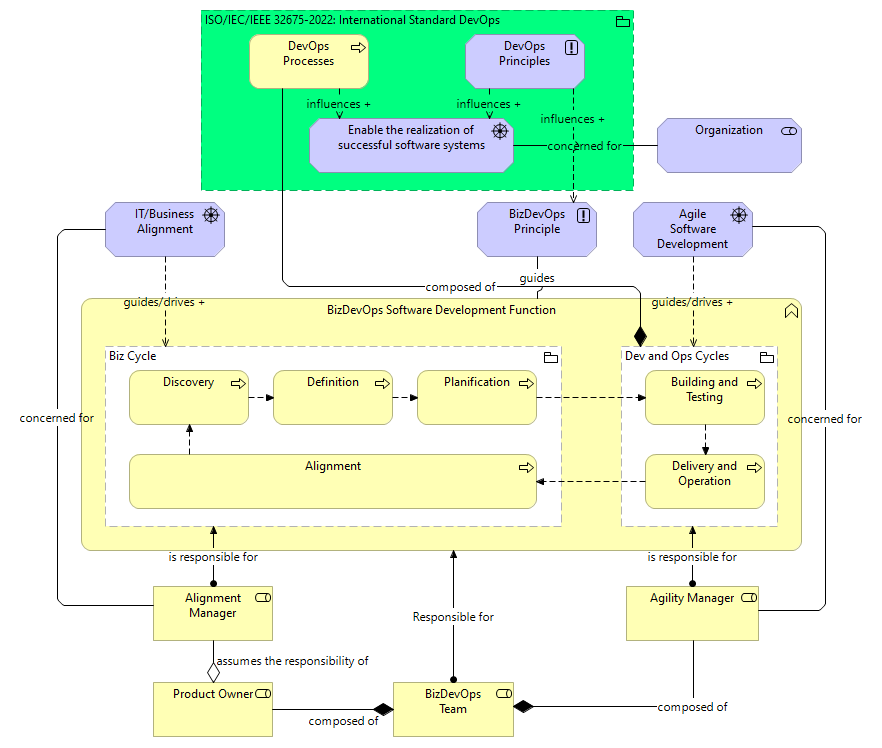 ISO/IEC/IEEE 32675-2022: International Standard DevOps
DevOps
Processes
DevOps
Principles
influences +
influences +
influences +
Enable the realization of
successful software systems
concerned for
Organization
IT/Business
Alignment
BizDevOps
Principle
Agile
Software
Development
guides
composed of
guides/drives +
guides/drives +
BizDevOps Software Development Function
Biz Cycle
Dev and Ops Cycles
Discovery
Definition
Planification
Building and
Testing
concerned for
concerned for
Alignment
Delivery and
Operation
is responsible for
is responsible for
Alignment
Manager
Responsible for
Agility Manager
assumes the responsibility of
Product Owner
BizDevOps
Team
composed of
composed of